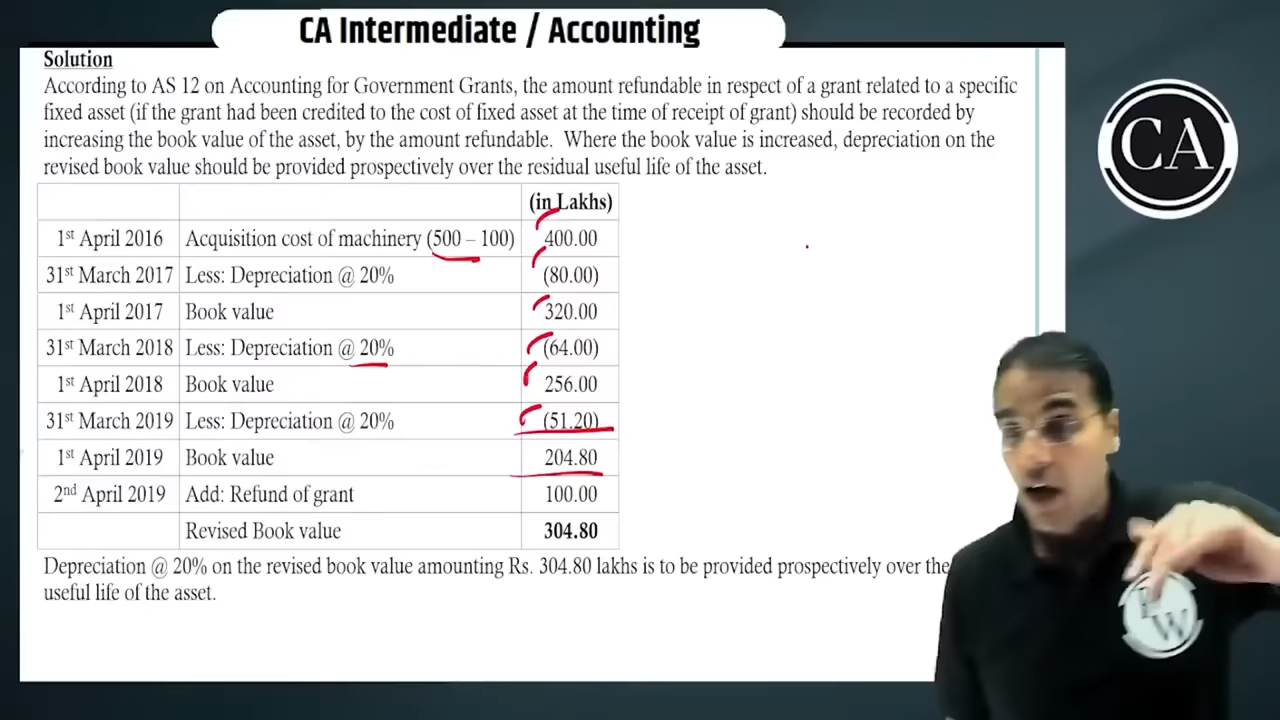 CA Intermediate / Accounting
Solution
According to AS 12 on Accounting for Government Grants, the amount refundable in respect of a grant related to a specific
fixed asset (if the grant had been credited to the cost of fixed asset at the time of receipt of grant) should be recorded by
increasing the book value of the asset, by the amount refundable. Where the book value is increased, depreciation on the
revised book value should be provided prospectively over the residual useful life of the asset.
(in Lakhs)
1st April 2016 Acquisition cost of machinery (500 – 100) 400.00
31st March 2017 Less: Depreciation @ 20% (80.00)
1st April 2017 Book value 320.00
31st March 2018 Less: Depreciation @ 20% (64.00)
1st April 2018 Book value 256.00
31st March 2019 Less: Depreciation @ 20% (51.20)
1st April 2019 Book value 204.80
2nd April 2019 Add: Refund of grant 100.00
Revised Book value 304.80
Depreciation @ 20% on the revised book value amounting Rs. 304.80 lakhs is to be provided prospectively over the
useful life of the asset.
CA
P
W